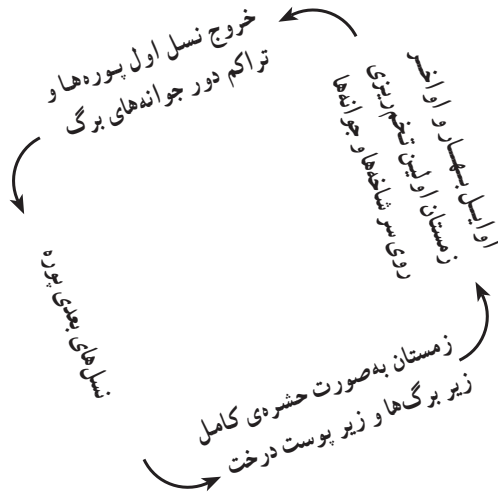 خروج نسل اول پوره‌ها و
تراکم دور جوانه‌های برگ
اوایل بهار و اواخر
زمستان اولین تخم‌ریزی
روی سر شاخه‌ها و جوانه‌ها
نسل‌های بعدی پوره
زمستان به‌صورت حشره‌ی کامل
زیر برگ‌ها و زیر پوست درخت